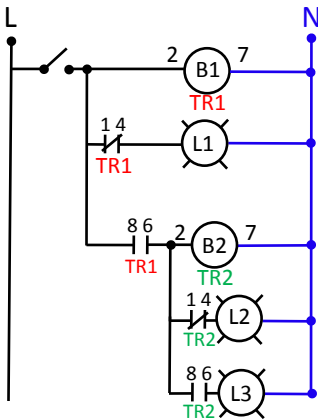 L N
2 B1 7
TR1
1 4 L1
TR1
8 6 2 B2 7
TR1 TR2
1 4 L2
TR2
8 6 L3
TR2